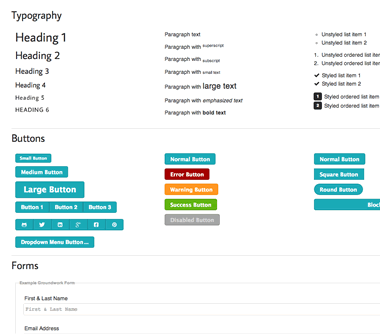 Typography
Heading 1
Heading 2
Heading 3
Heading 4
Heading 5
HEADING 6
Paragraph text
Paragraph with superscript
Paragraph with subscript
Paragraph with small text
Paragraph with large text
Paragraph with emphasized text
Paragraph with bold text
Unstyled list item 1
Unstyled list item 2
1. Unstyled ordered list item
2. Unstyled ordered list item
Styled list item 1
Styled list item 2
1 Styled ordered list item
2 Styled ordered list item
Buttons
Small Button
Medium Button
Large Button
Button 1 Button 2 Button 3
Dropdown Menu Button ...
Normal Button
Error Button
Warning Button
Success Button
Disabled Button
Normal Button
Square Button
Round Button
Bloc
Forms
Example Groundwork Form
First & Last Name
First & Last Name
Email Address